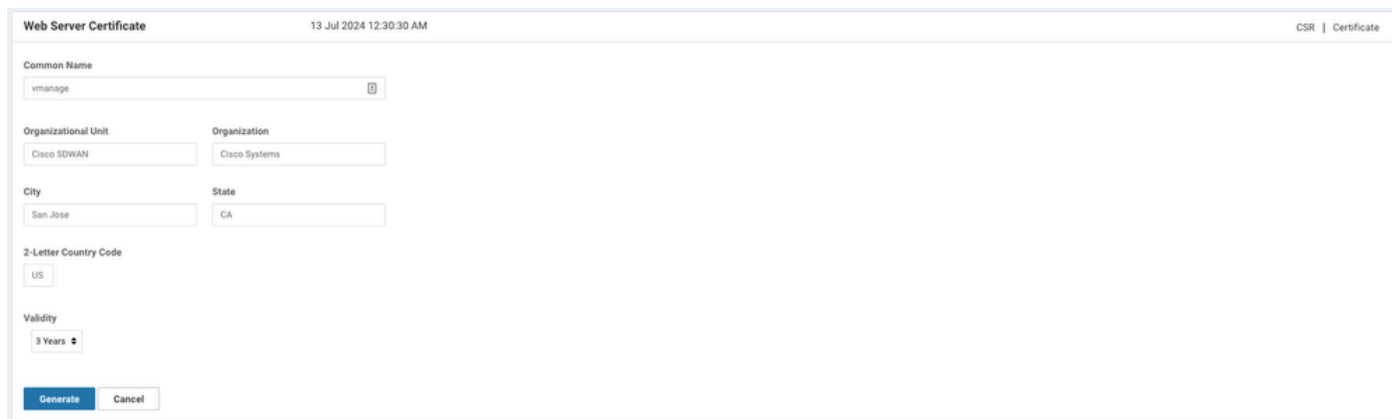 Web Server Certificate 13 Jul 2024 12:30:30 AM CSR | Certificate
Common Name
vmanage
Organizational Unit Organization
Cisco SDWAN Cisco Systems
City State
San Jose CA
2-Letter Country Code
US
Validity
3 Years
Generate Cancel